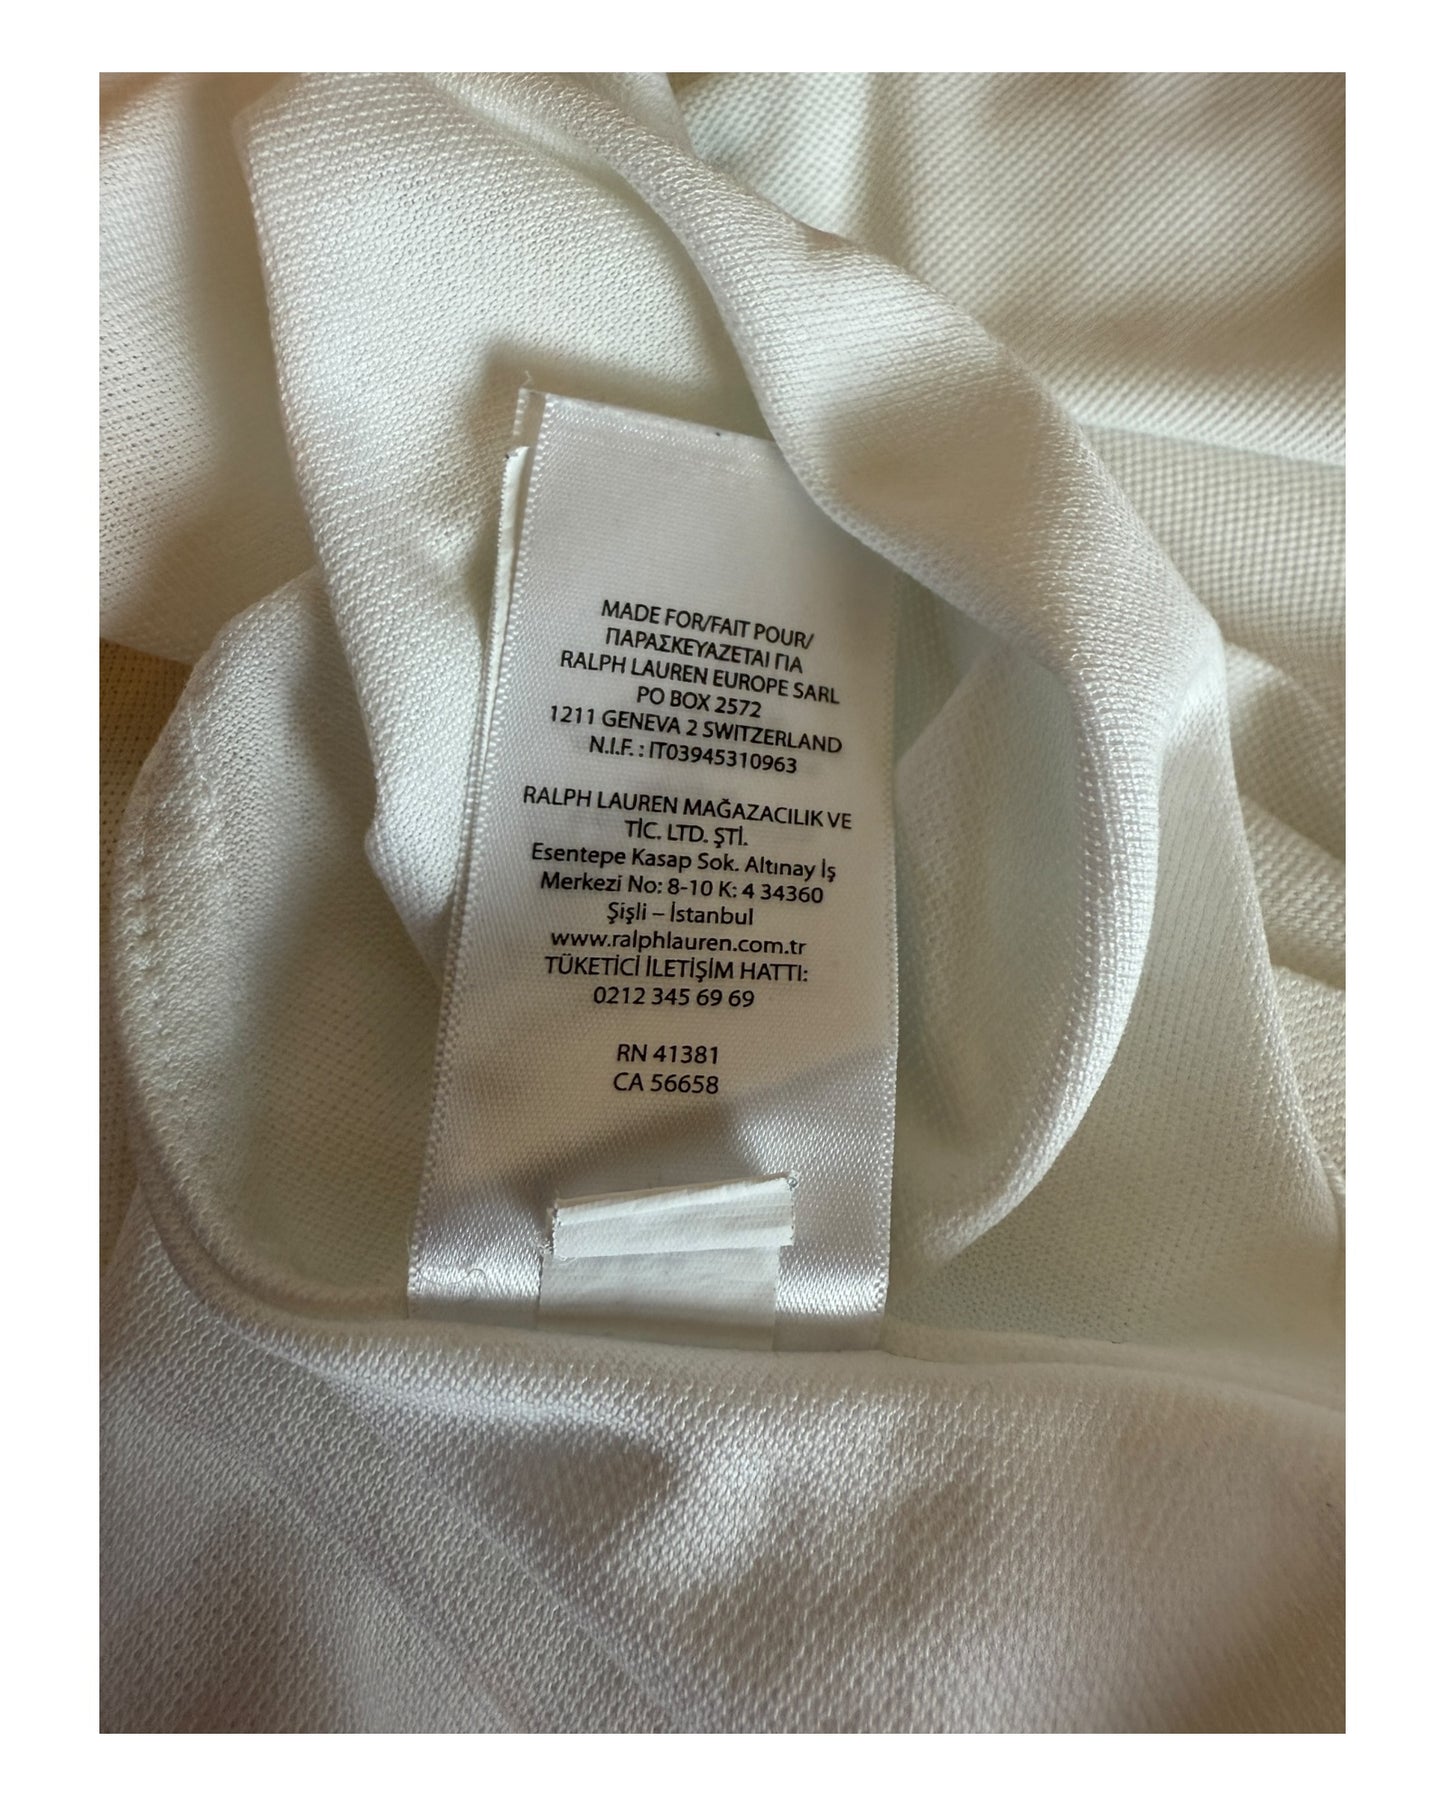 MADE FOR/FAIT POUR/
ΠΑΡΑΣΚΕΥΑΖΕΤΑΙ ΓΙΑ
RALPH LAUREN EUROPE SARL
PO BOX 2572
1211 GENEVA 2 SWITZERLAND
N.I.F. : IT03945310963
RALPH LAUREN MAĞAZACILIK VE
TİC. LTD. ŞTİ.
Esentepe Kasap Sok. Altınay İş
Merkezi No: 8-10 K: 4 34360
Şişli – İstanbul
www.ralphlauren.com.tr
TÜKETİCİ İLETİŞİM HATTI:
0212 345 69 69
RN 41381
CA 56658